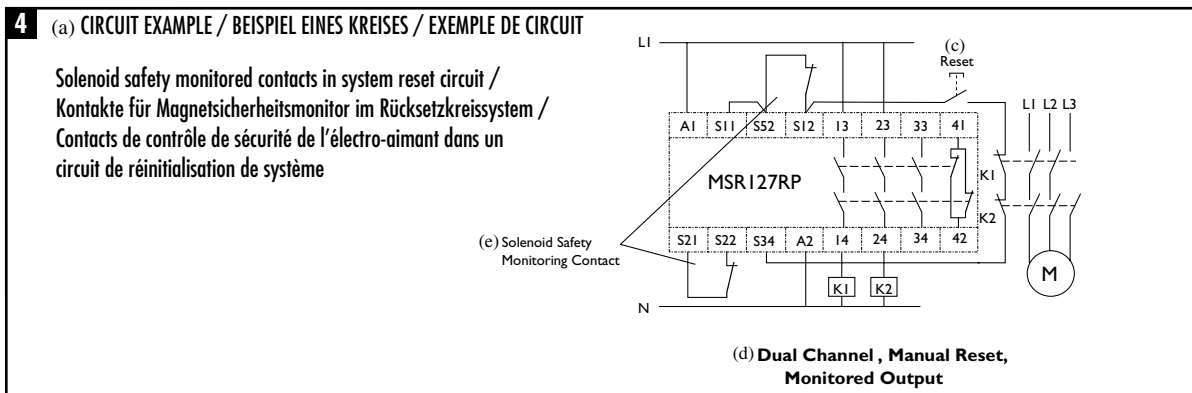 4 (a) CIRCUIT EXAMPLE / BEISPIEL EINES KREISES / EXEMPLE DE CIRCUIT
Solenoid safety monitored contacts in system reset circuit /
Kontakte für Magnetsicherheitsmonitor im Rücksetzkreissystem /
Contacts de contrôle de sécurité de l'électro-aimant dans un
circuit de réinitialisation de système
L1
(c)
Reset
L1 L2 L3
A1 S11 S52 S12 13 23 33 41
MSR127RP
K1
K2
S21 S22 S34 A2 14 24 34 42
(e) Solenoid Safety
Monitoring Contact
K1 K2
M
N
(d) Dual Channel , Manual Reset,
Monitored Output